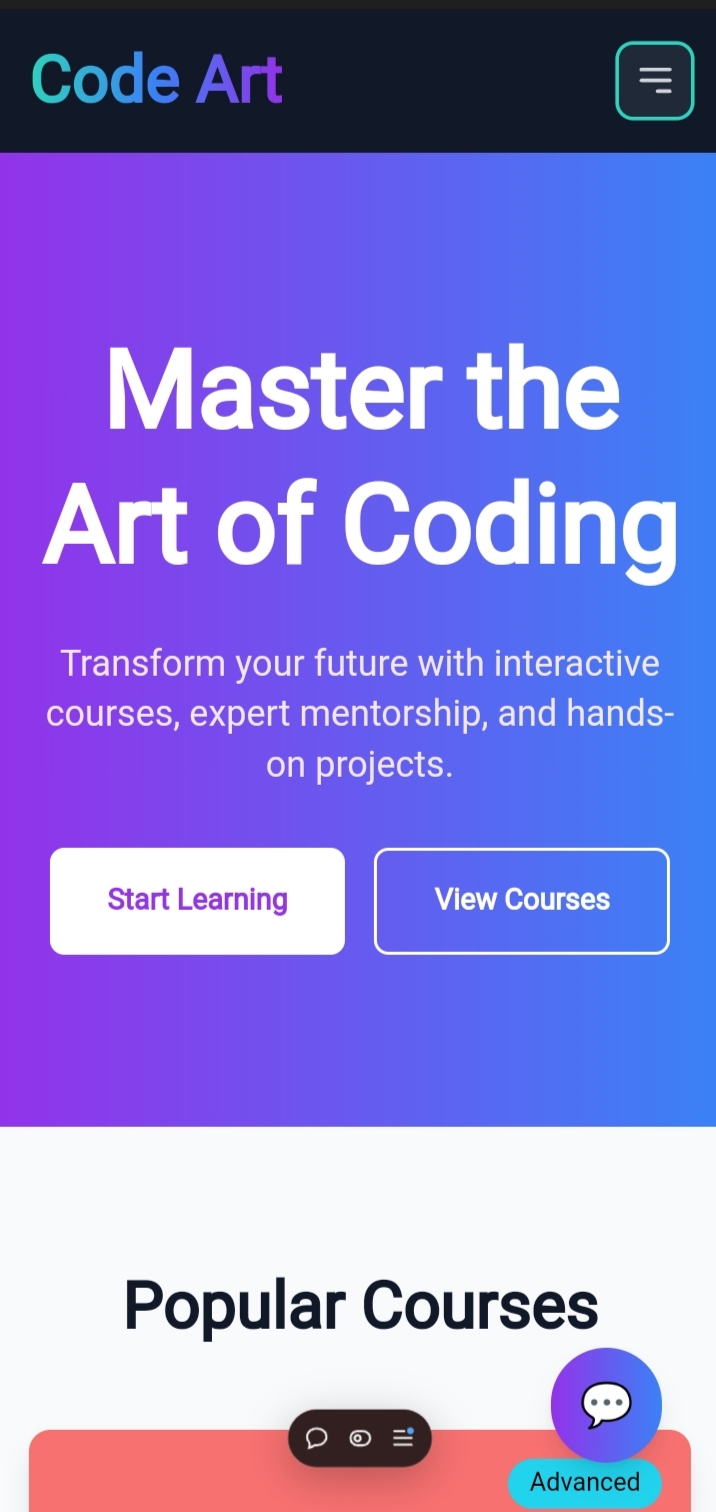 Code Art
Master the
Art of Coding
Transform your future with interactive
courses, expert mentorship, and hands-
on projects.
Start Learning
View Courses
Popular Courses
Advanced